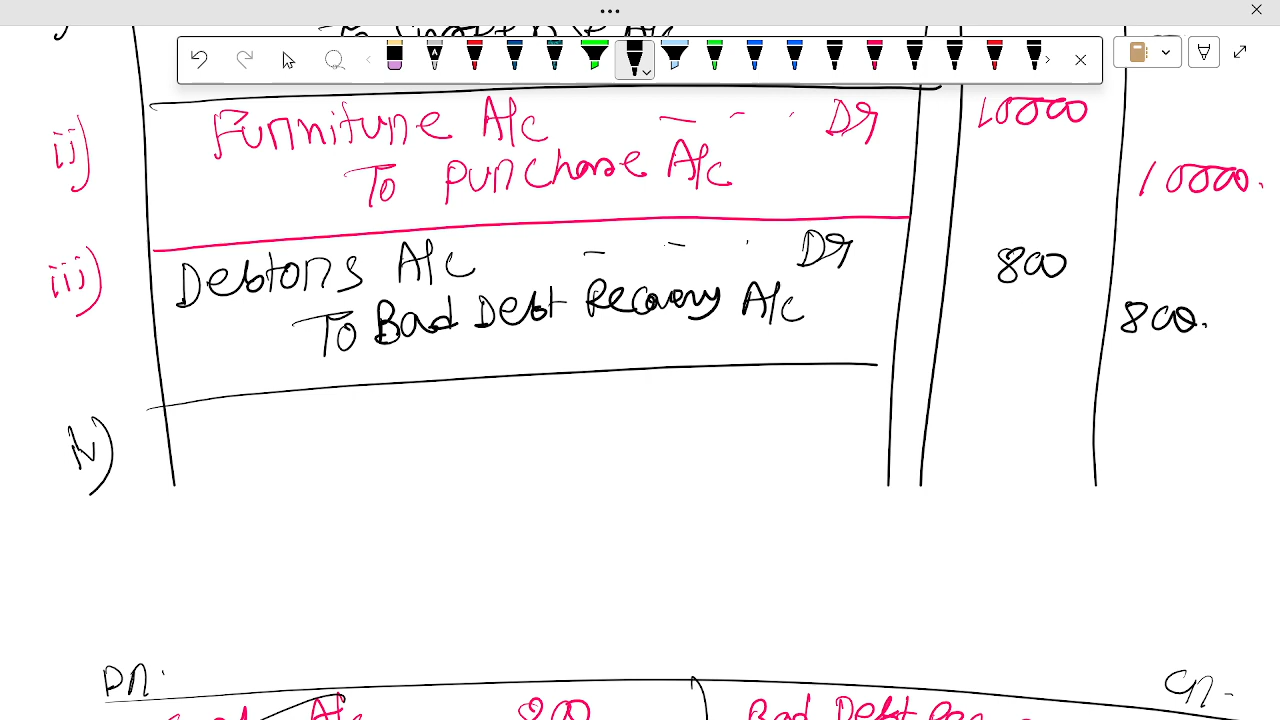 ii) Furniture A/c - - . Dr 10000
To purchase A/c 10000.
iii) Debtors A/c - - . Dr 800
To Bad Debt Recovery A/c 800.
iv)
Dr. Cr.
A/c 800 Bad Debt Rec